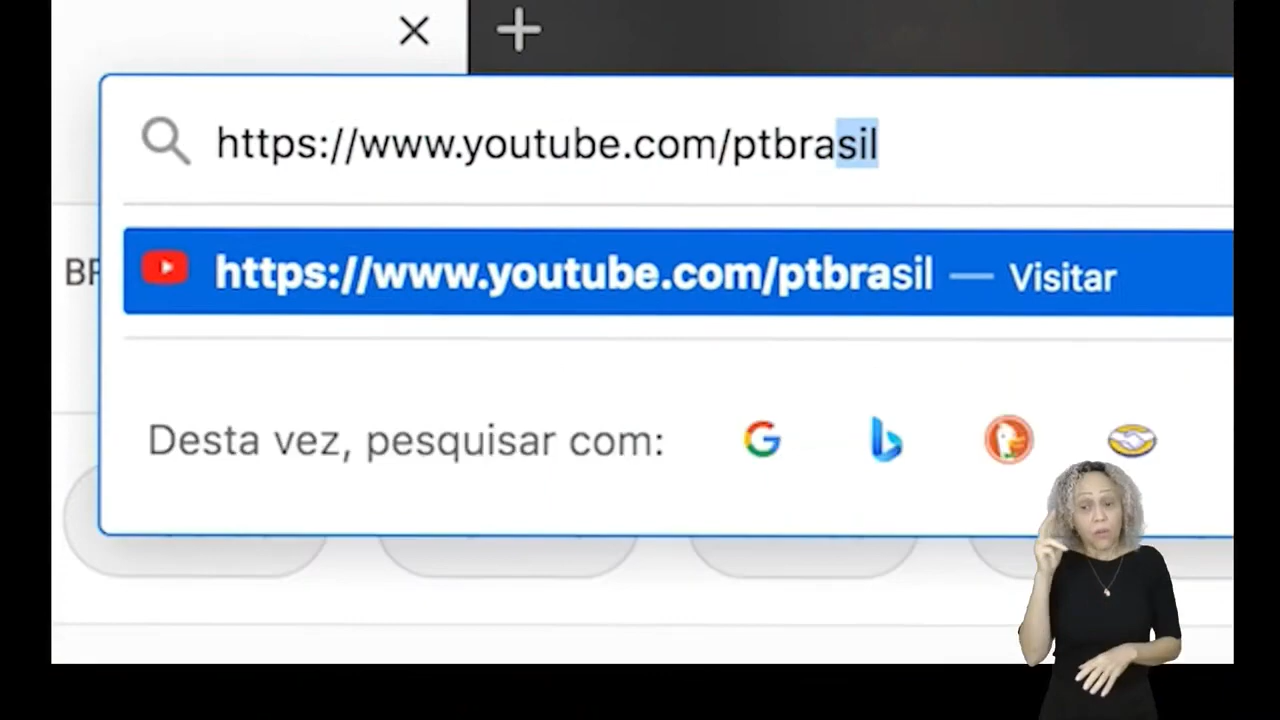 https://www.youtube.com/ptbrasil
https://www.youtube.com/ptbrasil — Visitar
Desta vez, pesquisar com: